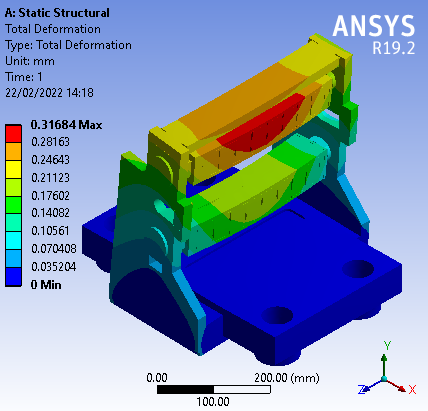 A: Static Structural
Total Deformation
Type: Total Deformation
Unit: mm
Time: 1
22/02/2022 14:18
ANSYS
R19.2
0.31684 Max
0.28163
0.24643
0.21123
0.17602
0.14082
0.10561
0.070408
0.035204
0 Min
0.00
200.00 (mm)
100.00
Y
Z
X